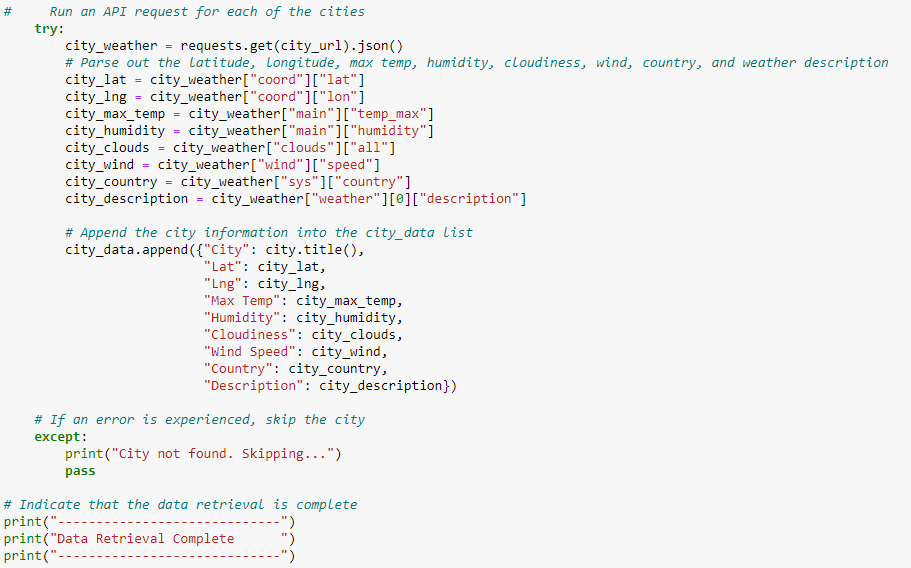 #     Run an API request for each of the cities
    try:
        city_weather = requests.get(city_url).json()
        # Parse out the latitude, longitude, max temp, humidity, cloudiness, wind, country, and weather description
        city_lat = city_weather["coord"]["lat"]
        city_lng = city_weather["coord"]["lon"]
        city_max_temp = city_weather["main"]["temp_max"]
        city_humidity = city_weather["main"]["humidity"]
        city_clouds = city_weather["clouds"]["all"]
        city_wind = city_weather["wind"]["speed"]
        city_country = city_weather["sys"]["country"]
        city_description = city_weather["weather"][0]["description"]

        # Append the city information into the city_data list
        city_data.append({"City": city.title(),
                          "Lat": city_lat,
                          "Lng": city_lng,
                          "Max Temp": city_max_temp,
                          "Humidity": city_humidity,
                          "Cloudiness": city_clouds,
                          "Wind Speed": city_wind,
                          "Country": city_country,
                          "Description": city_description})

    # If an error is experienced, skip the city
    except:
        print("City not found. Skipping...")
        pass

# Indicate that the data retrieval is complete
print("-----------------------------")
print("Data Retrieval Complete      ")
print("-----------------------------")